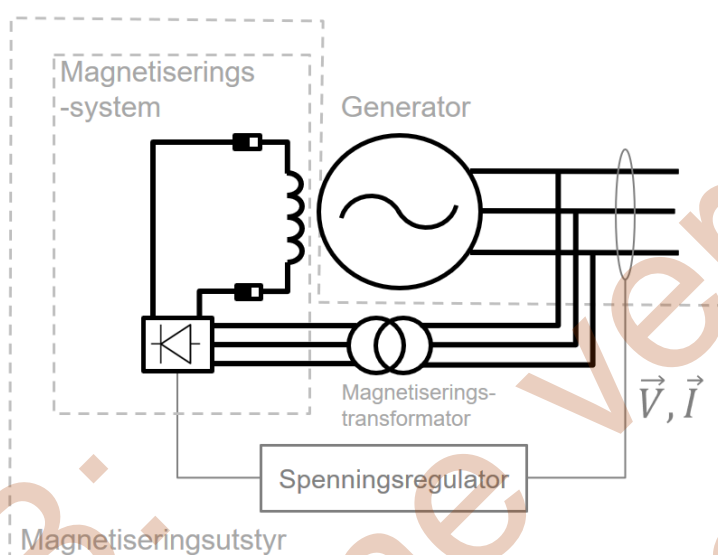 Magnetiserings
-system
Generator
Magnetiserings-
transformator
V, I
Spenningsregulator
Magnetiseringsutstyr